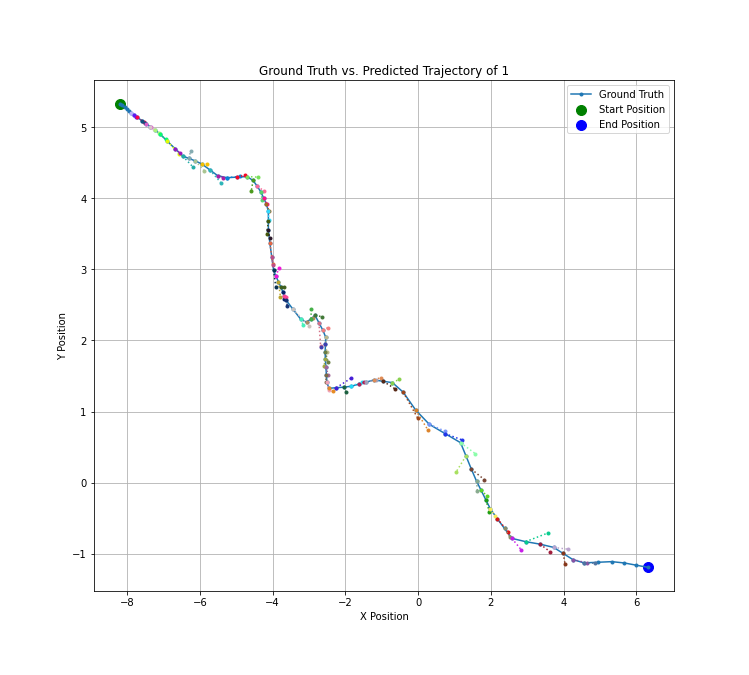 Ground Truth vs. Predicted Trajectory of 1
Ground Truth
Start Position
End Position
Y Position
5
4
3
2
1
0
−1
−8
−6
−4
−2
0
2
4
6
X Position